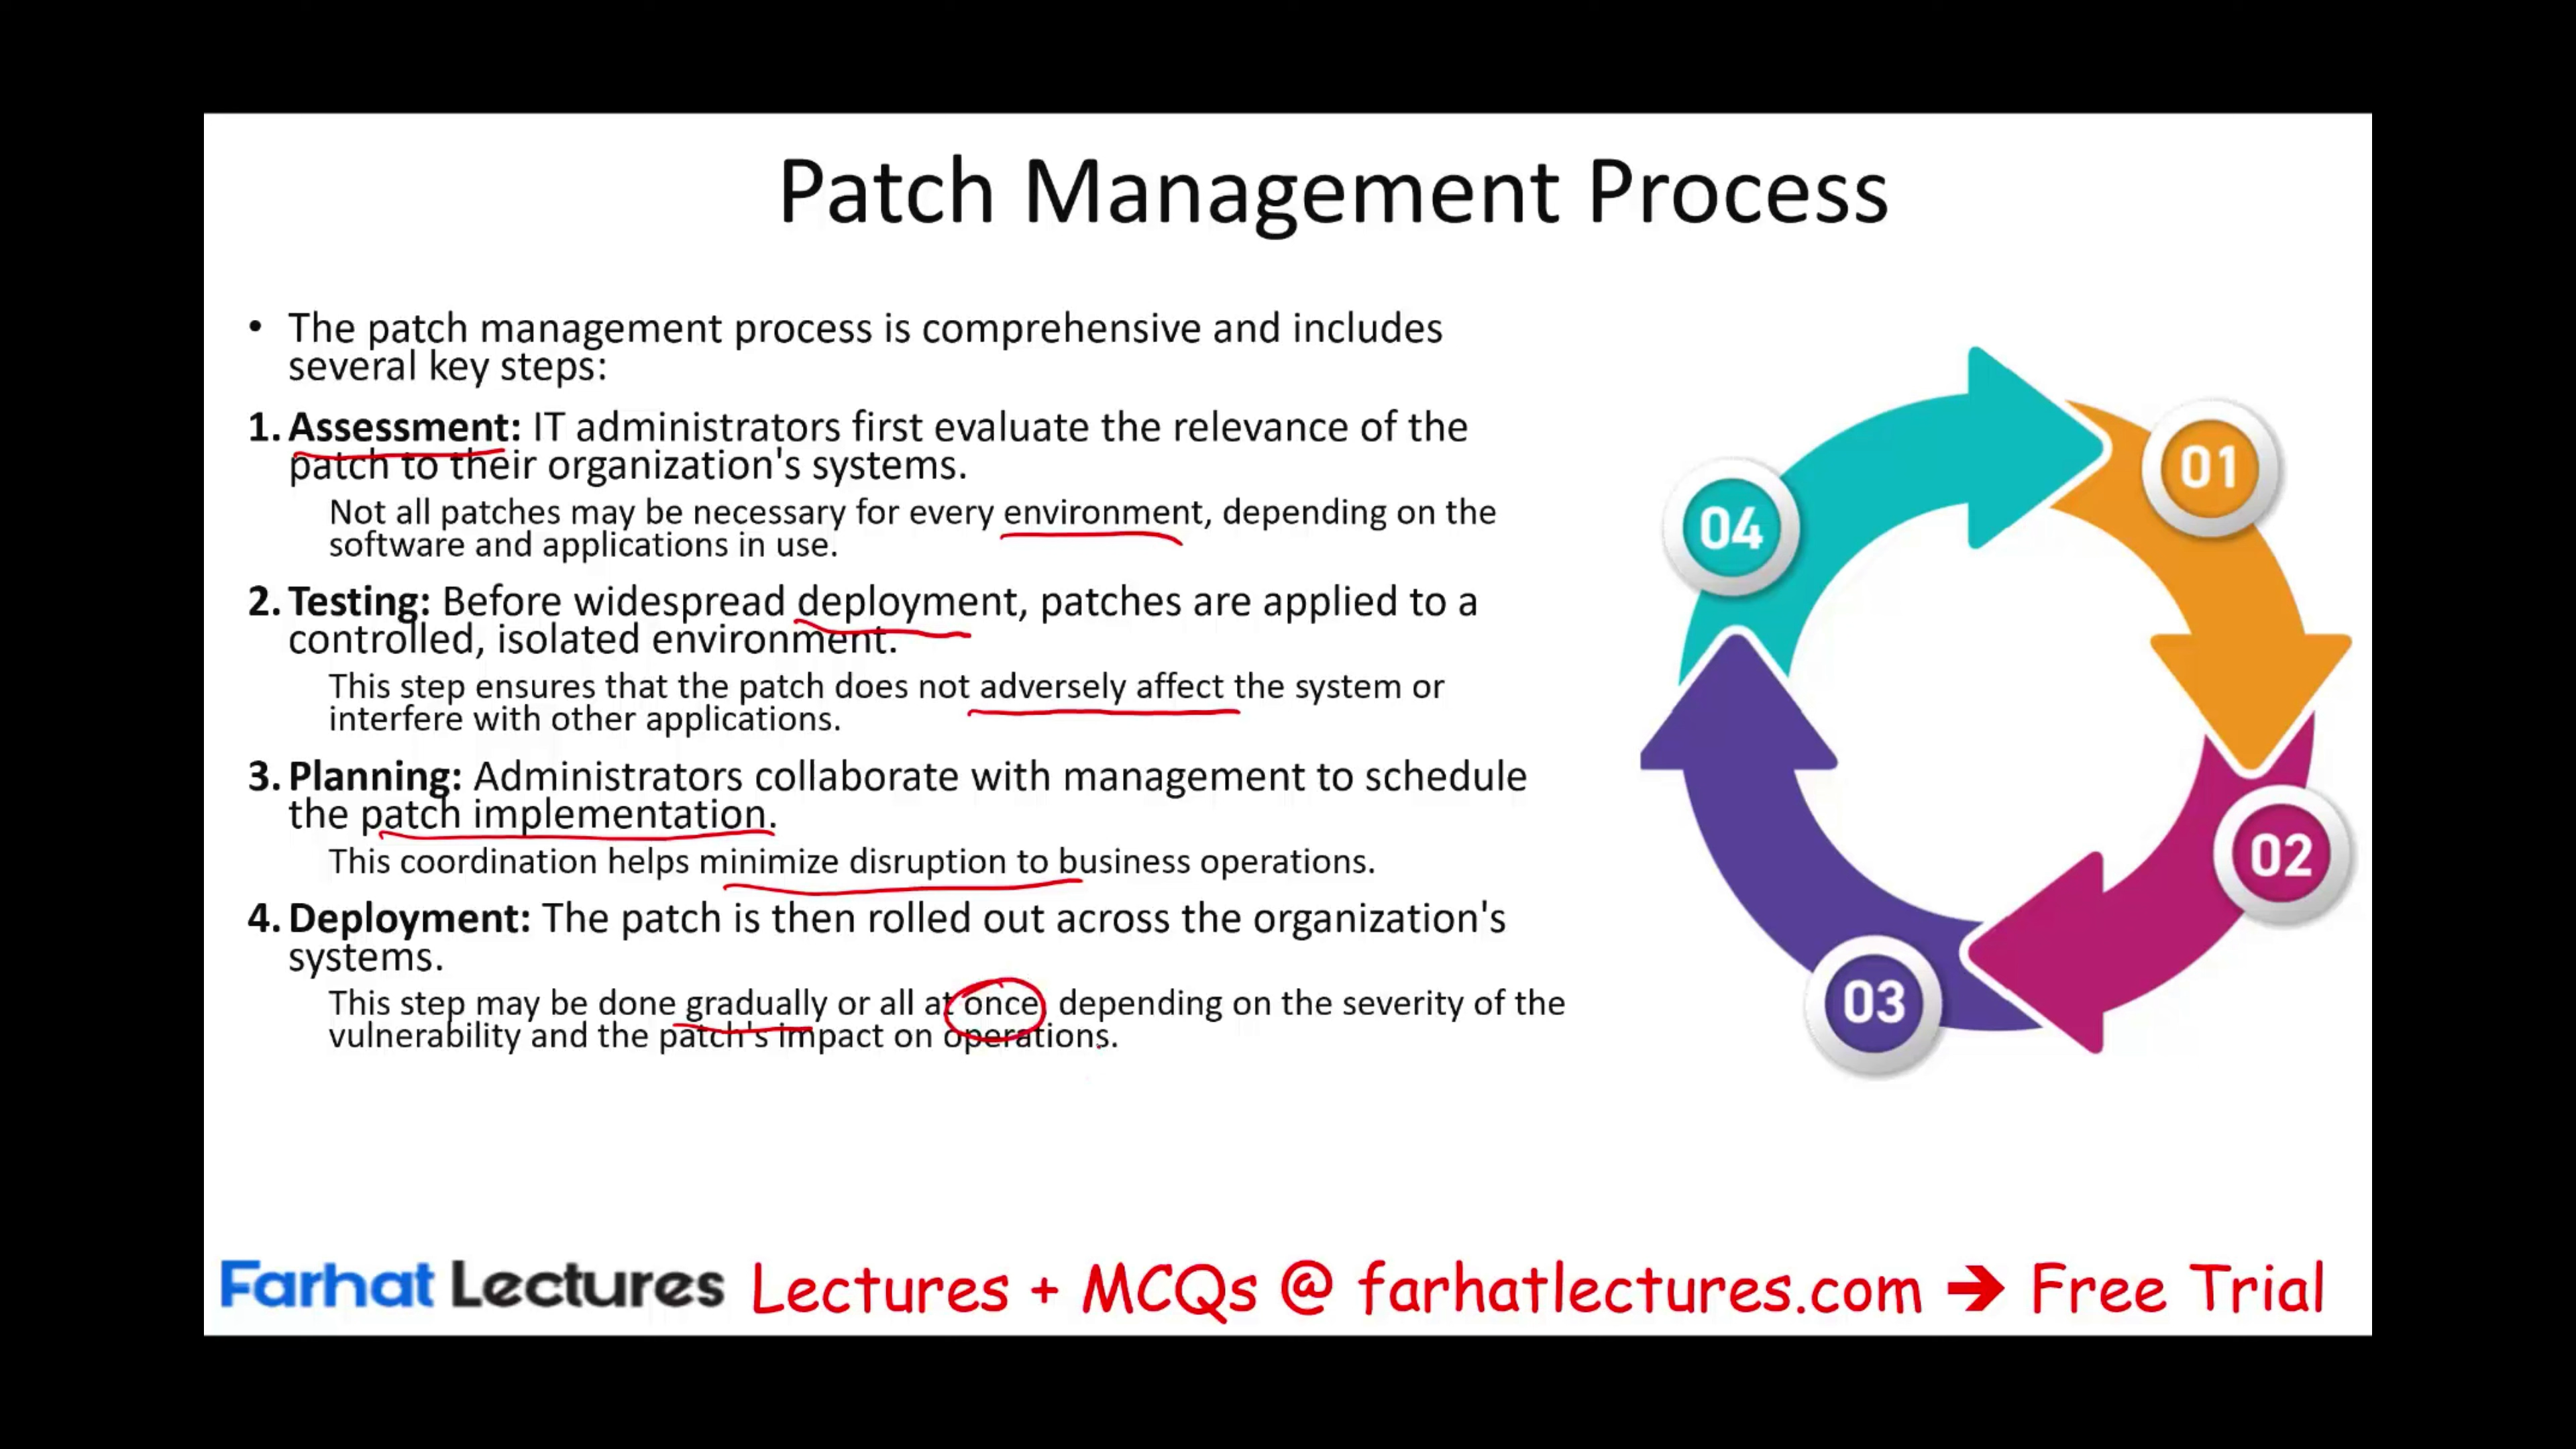 Patch Management Process
• The patch management process is comprehensive and includes
several key steps:
1. Assessment: IT administrators first evaluate the relevance of the
patch to their organization's systems.
Not all patches may be necessary for every environment, depending on the
software and applications in use.
2. Testing: Before widespread deployment, patches are applied to a
controlled, isolated environment.
This step ensures that the patch does not adversely affect the system or
interfere with other applications.
3. Planning: Administrators collaborate with management to schedule
the patch implementation.
This coordination helps minimize disruption to business operations.
4. Deployment: The patch is then rolled out across the organization's
systems.
This step may be done gradually or all at once, depending on the severity of the
vulnerability and the patch's impact on operations.
01
04
02
03
Farhat Lectures Lectures + MCQs @ farhatlectures.com ➔ Free Trial